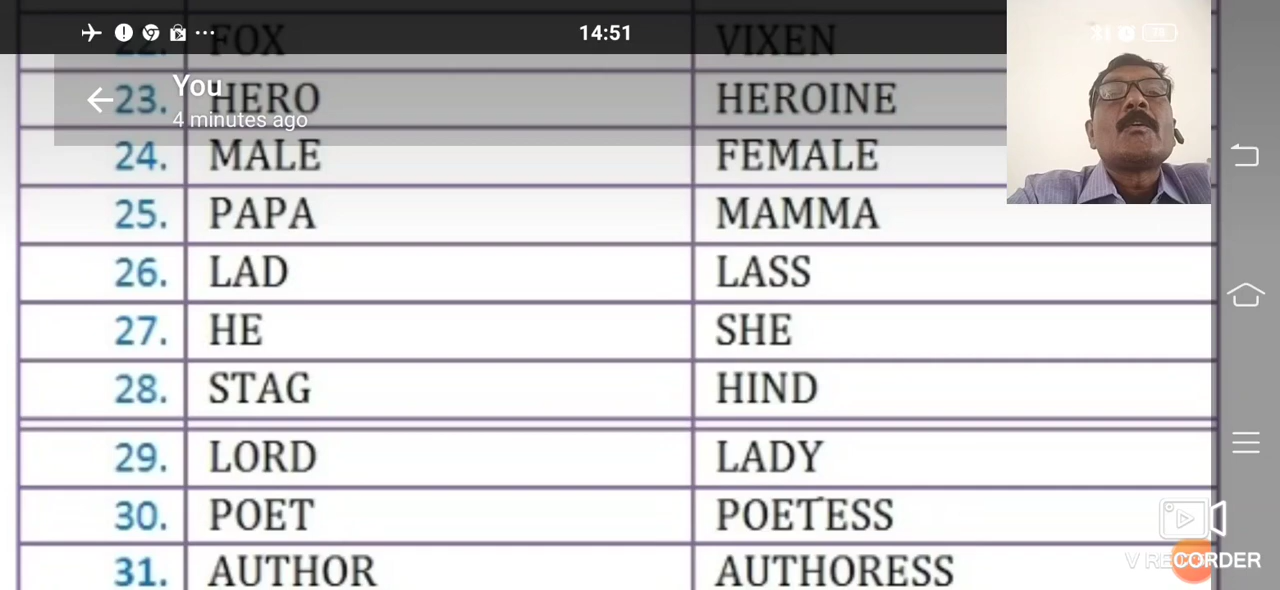 14:51
22. FOX VIXEN
You
23. HERO HEROINE
4 minutes ago
24. MALE FEMALE
25. PAPA MAMMA
26. LAD LASS
27. HE SHE
28. STAG HIND
29. LORD LADY
30. POET POETESS
31. AUTHOR AUTHORESS
V RECORDER